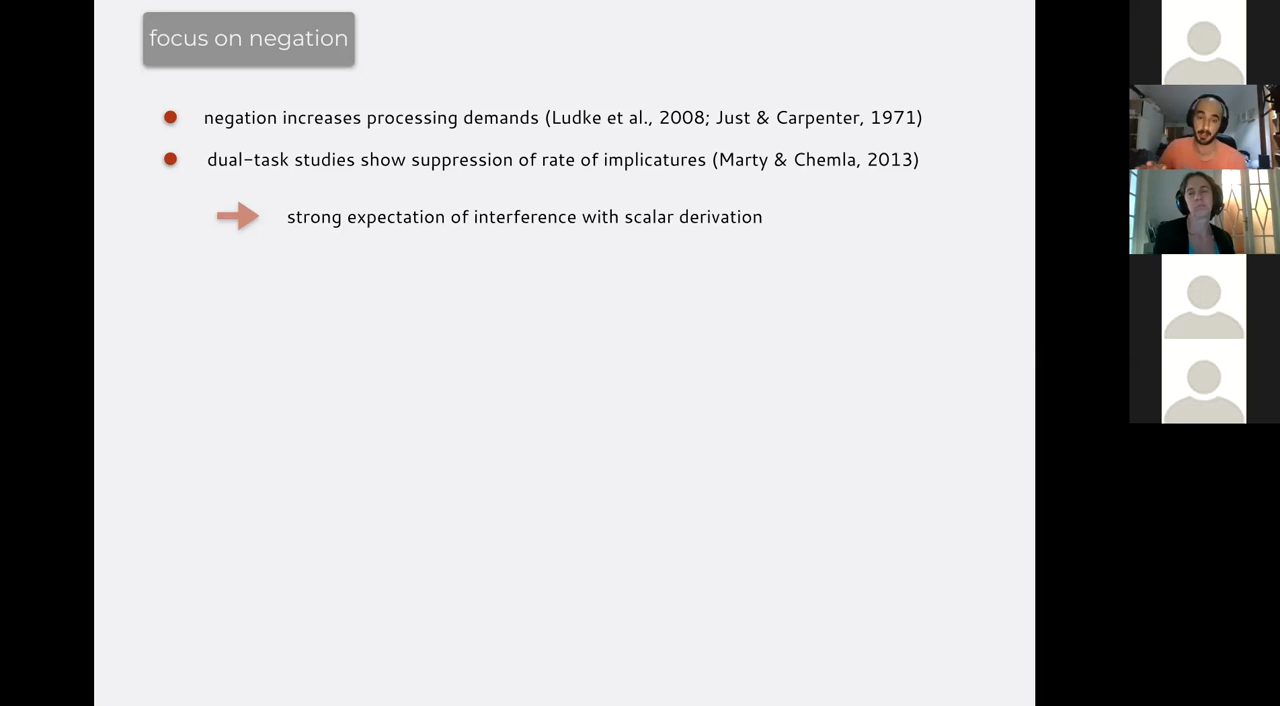 focus on negation
negation increases processing demands (Ludke et al., 2008; Just & Carpenter, 1971)
dual-task studies show suppression of rate of implicatures (Marty & Chemla, 2013)
strong expectation of interference with scalar derivation